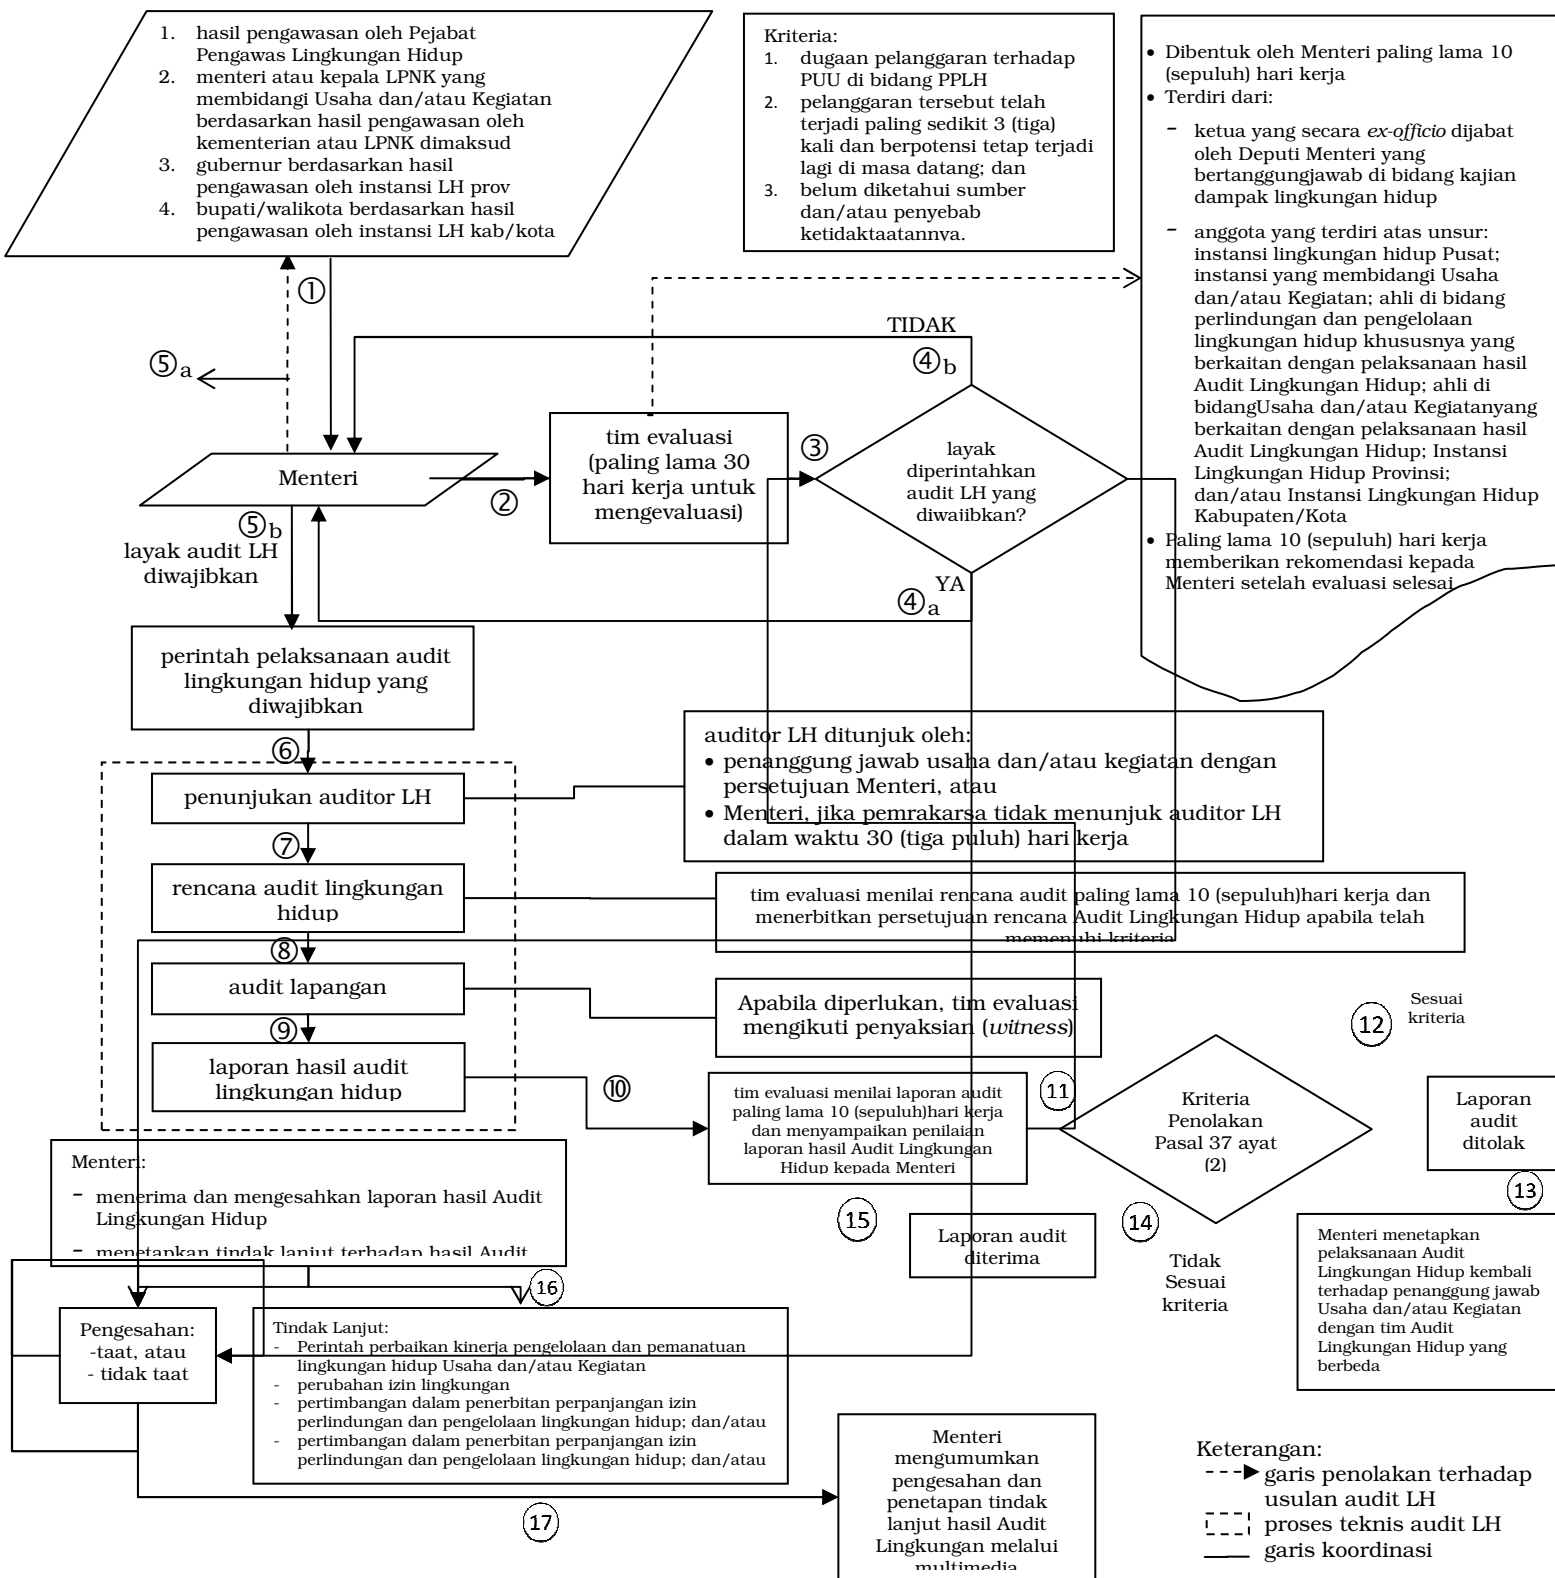 1. hasil pengawasan oleh Pejabat
Pengawas Lingkungan Hidup
2. menteri atau kepala LPNK yang
membidangi Usaha dan/atau Kegiatan
berdasarkan hasil pengawasan oleh
kementerian atau LPNK dimaksud
3. gubernur berdasarkan hasil
pengawasan oleh instansi LH prov
4. bupati/walikota berdasarkan hasil
pengawasan oleh instansi LH kab/kota
Kriteria:
1. dugaan pelanggaran terhadap
PUU di bidang PPLH
2. pelanggaran tersebut telah
terjadi paling sedikit 3 (tiga)
kali dan berpotensi tetap terjadi
lagi di masa datang; dan
3. belum diketahui sumber
dan/atau penyebab
ketidaktaatannya.
• Dibentuk oleh Menteri paling lama 10
(sepuluh) hari kerja
• Terdiri dari:
- ketua yang secara ex-officio dijabat
oleh Deputi Menteri yang
bertanggungjawab di bidang kajian
dampak lingkungan hidup
- anggota yang terdiri atas unsur:
instansi lingkungan hidup Pusat;
instansi yang membidangi Usaha
dan/atau Kegiatan; ahli di bidang
perlindungan dan pengelolaan
lingkungan hidup khususnya yang
berkaitan dengan pelaksanaan hasil
Audit Lingkungan Hidup; ahli di
bidangUsaha dan/atau Kegiatanyang
berkaitan dengan pelaksanaan hasil
Audit Lingkungan Hidup; Instansi
Lingkungan Hidup Provinsi;
dan/atau Instansi Lingkungan Hidup
Kabupaten/Kota
• Paling lama 10 (sepuluh) hari kerja
memberikan rekomendasi kepada
Menteri setelah evaluasi selesai
①
TIDAK
④b
⑤a
Menteri
②
tim evaluasi
(paling lama 30
hari kerja untuk
mengevaluasi)
③
layak
diperintahkan
audit LH yang
diwajibkan?
⑤b
layak audit LH
diwajibkan
YA
④a
perintah pelaksanaan audit
lingkungan hidup yang
diwajibkan
⑥
penunjukan auditor LH
auditor LH ditunjuk oleh:
• penanggung jawab usaha dan/atau kegiatan dengan
persetujuan Menteri, atau
• Menteri, jika pemrakarsa tidak menunjuk auditor LH
dalam waktu 30 (tiga puluh) hari kerja
⑦
rencana audit lingkungan
hidup
tim evaluasi menilai rencana audit paling lama 10 (sepuluh)hari kerja dan
menerbitkan persetujuan rencana Audit Lingkungan Hidup apabila telah
memenuhi kriteria
⑧
audit lapangan
Apabila diperlukan, tim evaluasi
mengikuti penyaksian (witness)
⑨
laporan hasil audit
lingkungan hidup
⑩
tim evaluasi menilai laporan audit
paling lama 10 (sepuluh)hari kerja
dan menyampaikan penilaian
laporan hasil Audit Lingkungan
Hidup kepada Menteri
11
Kriteria
Penolakan
Pasal 37 ayat
(2)
12
Sesuai
kriteria
Laporan
audit
ditolak
13
Menteri:
- menerima dan mengesahkan laporan hasil Audit
Lingkungan Hidup
- menetapkan tindak lanjut terhadap hasil Audit
15
Laporan audit
diterima
14
Tidak
Sesuai
kriteria
Menteri menetapkan
pelaksanaan Audit
Lingkungan Hidup kembali
terhadap penanggung jawab
Usaha dan/atau Kegiatan
dengan tim Audit
Lingkungan Hidup yang
berbeda
16
Pengesahan:
-taat, atau
- tidak taat
Tindak Lanjut:
- Perintah perbaikan kinerja pengelolaan dan pemanatuan
lingkungan hidup Usaha dan/atau Kegiatan
- perubahan izin lingkungan
- pertimbangan dalam penerbitan perpanjangan izin
perlindungan dan pengelolaan lingkungan hidup; dan/atau
- pertimbangan dalam penerbitan perpanjangan izin
perlindungan dan pengelolaan lingkungan hidup; dan/atau
17
Menteri
mengumumkan
pengesahan dan
penetapan tindak
lanjut hasil Audit
Lingkungan melalui
multimedia
Keterangan:
garis penolakan terhadap
usulan audit LH
proses teknis audit LH
garis koordinasi